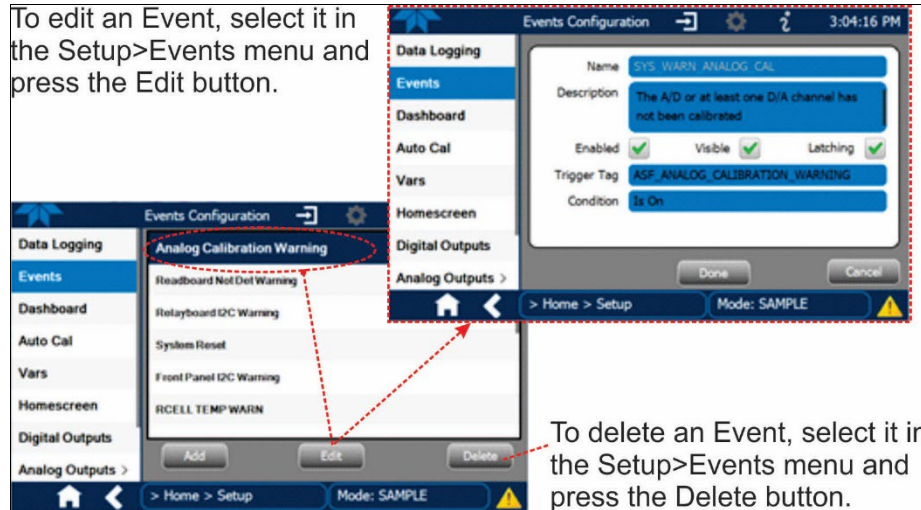 To edit an Event, select it in
the Setup>Events menu and
press the Edit button.
Events Configuration
3:04:16 PM
Data Logging
Events
Dashboard
Auto Cal
Vars
Homescreen
Digital Outputs
Analog Outputs >
Name SYS_WARN_ANALOG_CAL
Description The A/D or at least one D/A channel has
not been calibrated
Enabled Visible Latching
Trigger Tag ASF_ANALOG_CALIBRATION_WARNING
Condition Is On
Done Cancel
> Home > Setup Mode: SAMPLE
Events Configuration
Data Logging
Events
Dashboard
Auto Cal
Vars
Homescreen
Digital Outputs
Analog Outputs >
Analog Calibration Warning
Readboard Not Det Warning
Relayboard I2C Warning
System Reset
Front Panel I2C Warning
RCELL TEMP WARN
Add Edit Delete
> Home > Setup Mode: SAMPLE
To delete an Event, select it in
the Setup>Events menu and
press the Delete button.